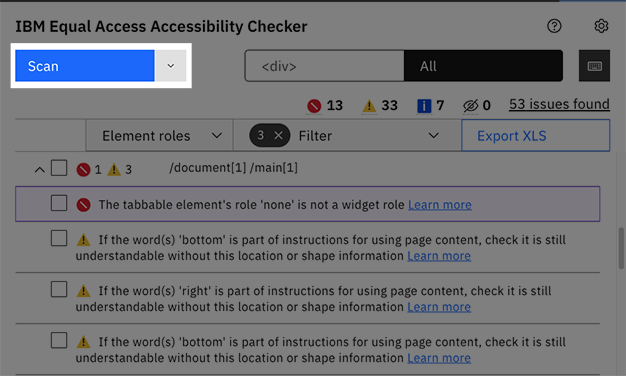 IBM Equal Access Accessibility Checker
Scan
<div>
All
13
33
7
0
53 issues found
Element roles
3
Filter
Export XLS
1
3
/document[1] /main[1]
The tabbable element's role 'none' is not a widget role Learn more
If the word(s) 'bottom' is part of instructions for using page content, check it is still
understandable without this location or shape information Learn more
If the word(s) 'right' is part of instructions for using page content, check it is still
understandable without this location or shape information Learn more
If the word(s) 'bottom' is part of instructions for using page content, check it is still
understandable without this location or shape information Learn more